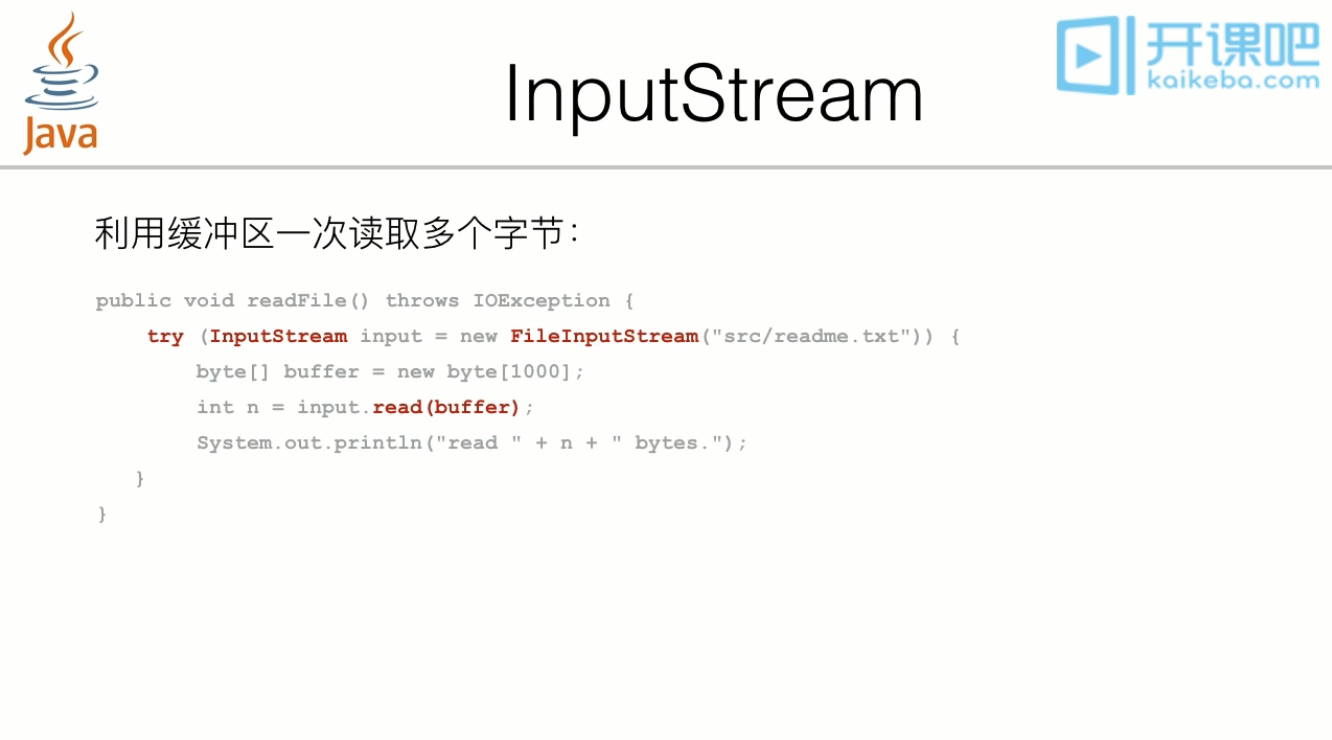 Java
InputStream
开课吧
kaikeba.com
利用缓冲区一次读取多个字节：
public void readFile() throws IOException {
    try (InputStream input = new FileInputStream("src/readme.txt")) {
        byte[] buffer = new byte[1000];
        int n = input.read(buffer);
        System.out.println("read " + n + " bytes.");
    }
}